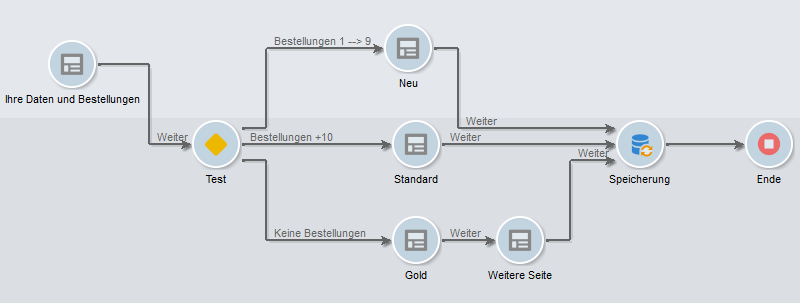 Bestellungen 1 --> 9
Neu
Ihre Daten und Bestellungen
Weiter
Weiter
Test
Bestellungen +10
Standard
Weiter
Weiter
Speicherung
Ende
Keine Bestellungen
Gold
Weiter
Weitere Seite